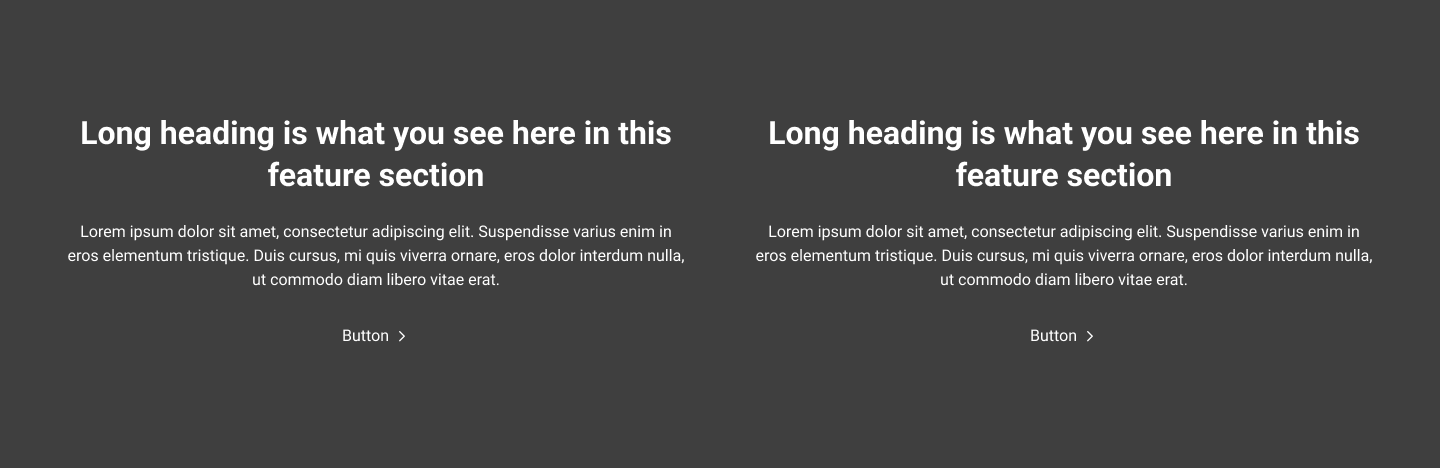 Long heading is what you see here in this
feature section
Lorem ipsum dolor sit amet, consectetur adipiscing elit. Suspendisse varius enim in
eros elementum tristique. Duis cursus, mi quis viverra ornare, eros dolor interdum nulla,
ut commodo diam libero vitae erat.
Button
Long heading is what you see here in this
feature section
Lorem ipsum dolor sit amet, consectetur adipiscing elit. Suspendisse varius enim in
eros elementum tristique. Duis cursus, mi quis viverra ornare, eros dolor interdum nulla,
ut commodo diam libero vitae erat.
Button